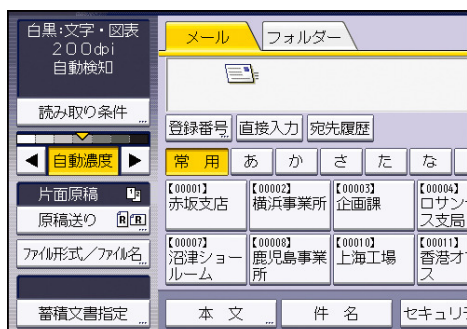 白黒:文字・図表
200dpi
自動検知
読み取り条件
自動濃度
片面原稿
原稿送り
ファイル形式/ファイル名
蓄積文書指定
メール
フォルダー
登録番号
直接入力
宛先履歴
常用
あ
か
さ
た
な
【00001】
赤坂支店
【00002】
横浜事業所
【00003】
企画課
【00004】
ロサン
ス支局
【00007】
沼津ショー
ルーム
【00008】
鹿児島事業
所
【00010】
上海工場
【00011】
香港オ
ス
本文
件名
セキュリ